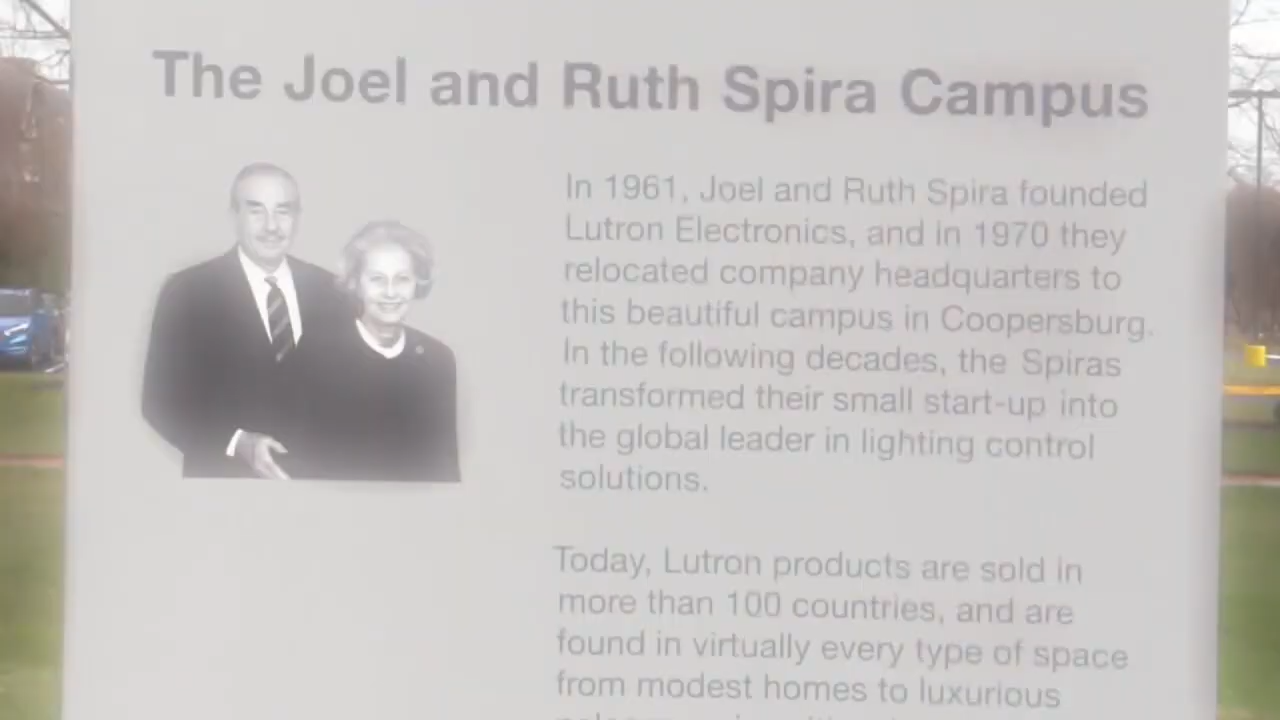 The Joel and Ruth Spira Campus
In 1961, Joel and Ruth Spira founded
Lutron Electronics, and in 1970 they
relocated company headquarters to
this beautiful campus in Coopersburg.
In the following decades, the Spiras
transformed their small start-up into
the global leader in lighting control
solutions.
Today, Lutron products are sold in
more than 100 countries, and are
found in virtually every type of space
from modest homes to luxurious